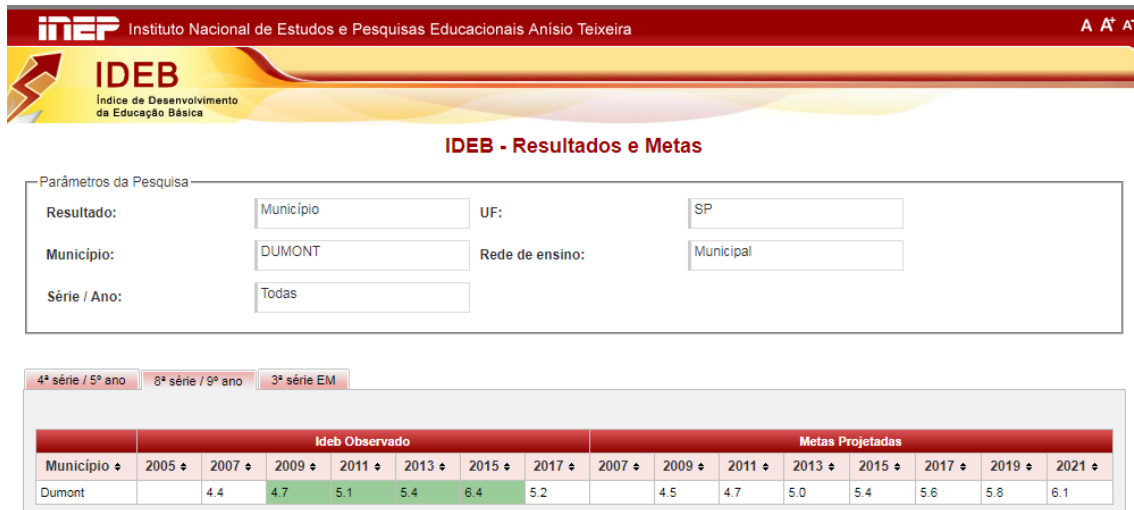 inep Instituto Nacional de Estudos e Pesquisas Educacionais Anísio Teixeira A A+ A-
IDEB
Índice de Desenvolvimento
da Educação Básica
IDEB - Resultados e Metas
Parâmetros da Pesquisa
Resultado: Município UF: SP
Município: DUMONT Rede de ensino: Municipal
Série / Ano: Todas
4ª série / 5º ano 8ª série / 9º ano 3ª série EM
Ideb Observado Metas Projetadas
Município 2005 2007 2009 2011 2013 2015 2017 2007 2009 2011 2013 2015 2017 2019 2021
Dumont 4.4 4.7 5.1 5.4 6.4 5.2 4.5 4.7 5.0 5.4 5.6 5.8 6.1